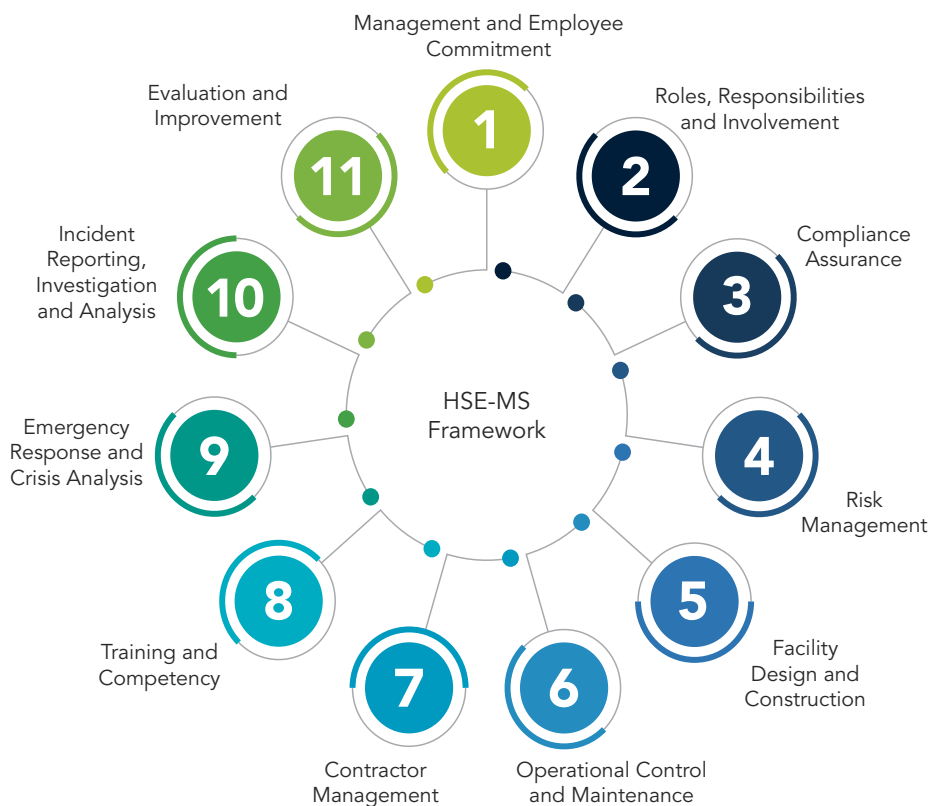 1
Management and Employee
Commitment
2
Roles, Responsibilities
and Involvement
3
Compliance
Assurance
4
Risk
Management
5
Facility
Design and
Construction
6
Operational Control
and Maintenance
7
Contractor
Management
8
Training and
Competency
9
Emergency
Response and
Crisis Analysis
10
Incident
Reporting,
Investigation
and Analysis
11
Evaluation and
Improvement
HSE-MS
Framework